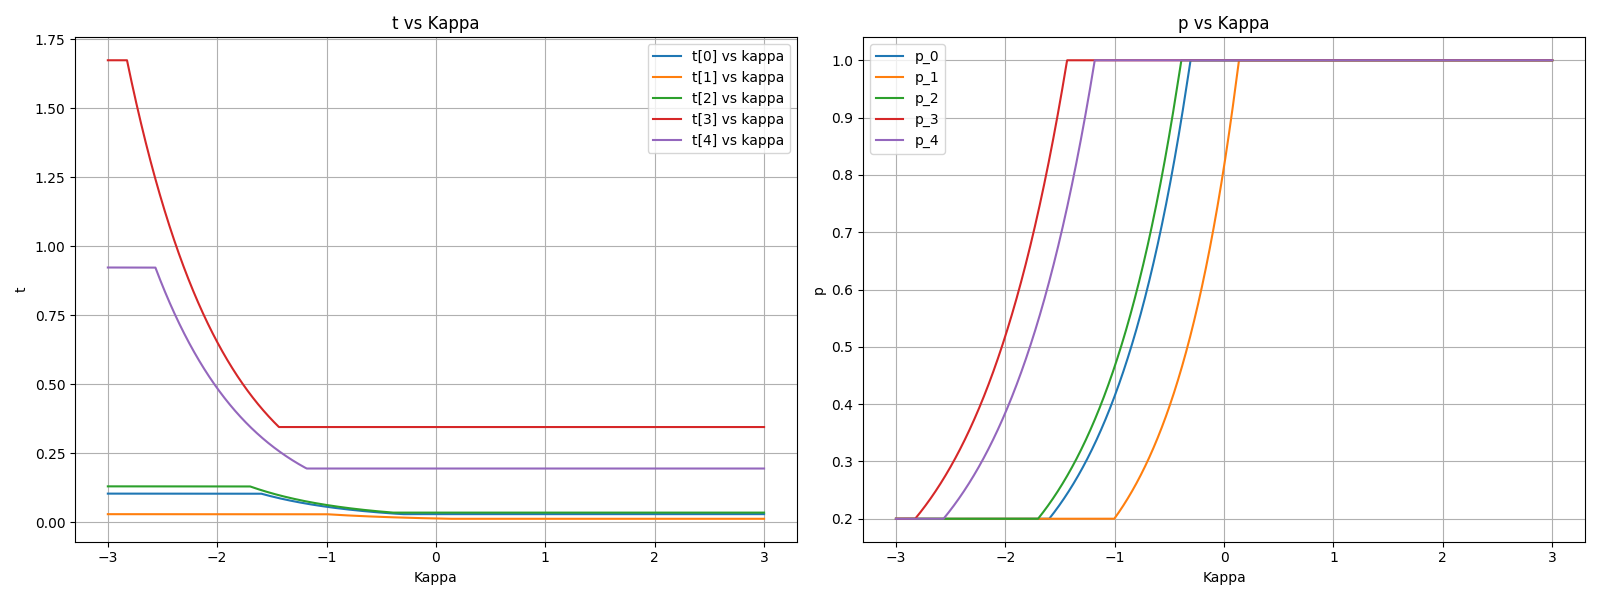 t vs Kappa
1.75
1.50
1.25
1.00
0.75
0.50
0.25
0.00
t
−3
−2
−1
0
1
2
3
Kappa
t[0] vs kappa
t[1] vs kappa
t[2] vs kappa
t[3] vs kappa
t[4] vs kappa
p vs Kappa
1.0
0.9
0.8
0.7
0.6
0.5
0.4
0.3
0.2
p
−3
−2
−1
0
1
2
3
Kappa
p_0
p_1
p_2
p_3
p_4